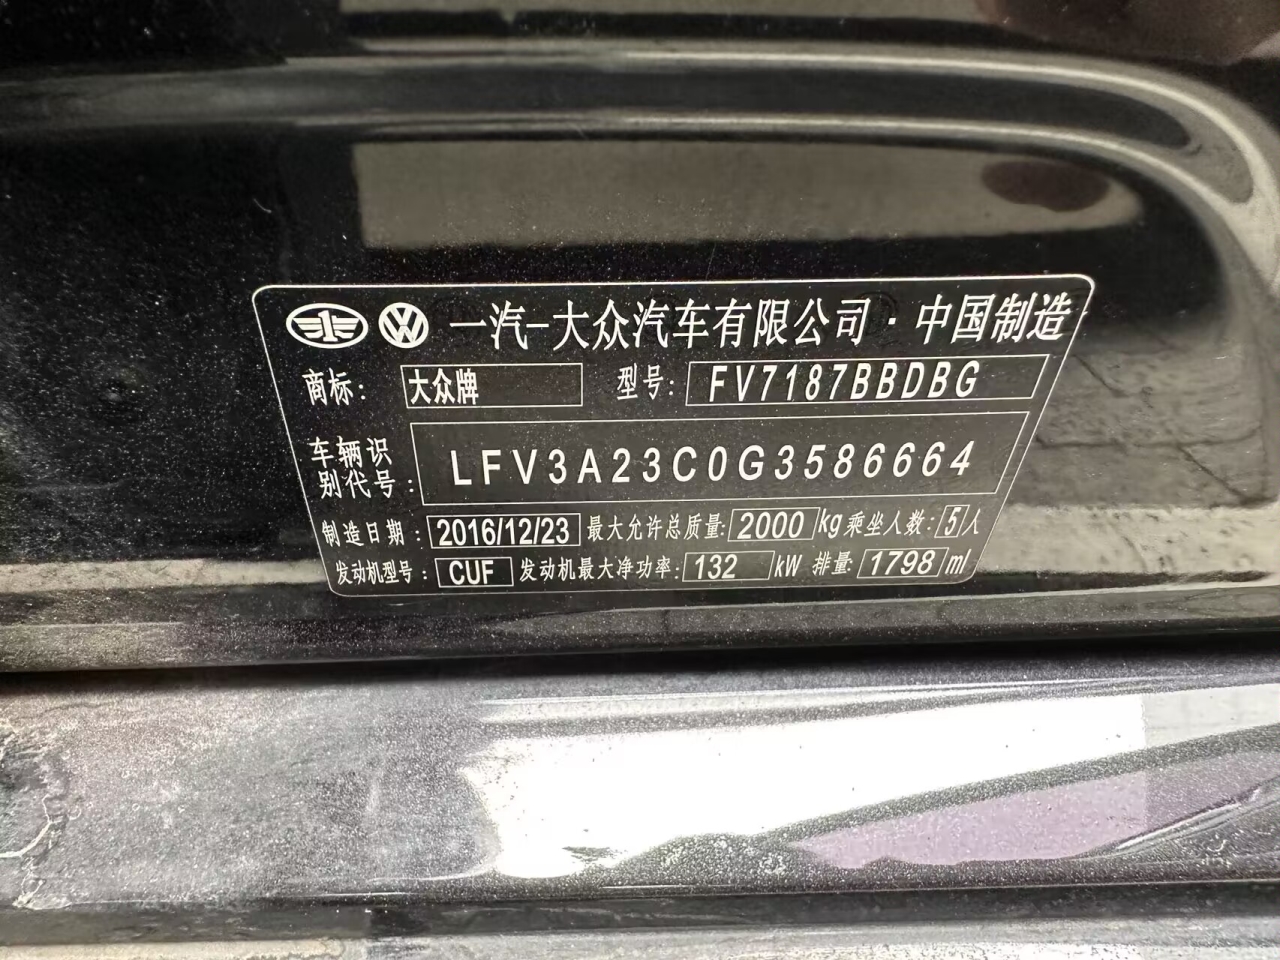 一汽-大众汽车有限公司·中国制造
商标: 大众牌 型号: FV7187BBDBG
车辆识别代号: LFV3A23C0G3586664
制造日期: 2016/12/23 最大允许总质量: 2000 kg 乘坐人数: 5 人
发动机型号: CUF 发动机最大净功率: 132 kW 排量: 1798 ml